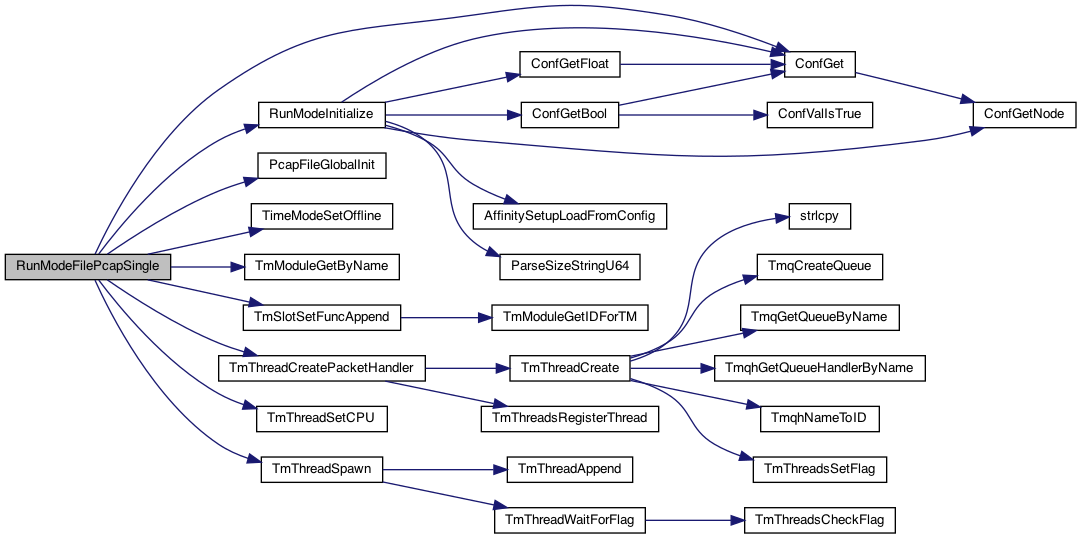 RunModeFilePcapSingle
RunModeInitialize
PcapFileGlobalInit
TimeModeSetOffline
TmModuleGetByName
TmSlotSetFuncAppend
TmThreadCreatePacketHandler
TmThreadSetCPU
TmThreadSpawn
ConfGetFloat
ConfGetBool
AffinitySetupLoadFromConfig
ParseSizeStringU64
TmModuleGetIDForTM
TmThreadCreate
TmThreadsRegisterThread
TmThreadAppend
TmThreadWaitForFlag
ConfGet
ConfValIsTrue
strlcpy
TmqCreateQueue
TmqGetQueueByName
TmqhGetQueueHandlerByName
TmqhNameToID
TmThreadsSetFlag
TmThreadsCheckFlag
ConfGetNode